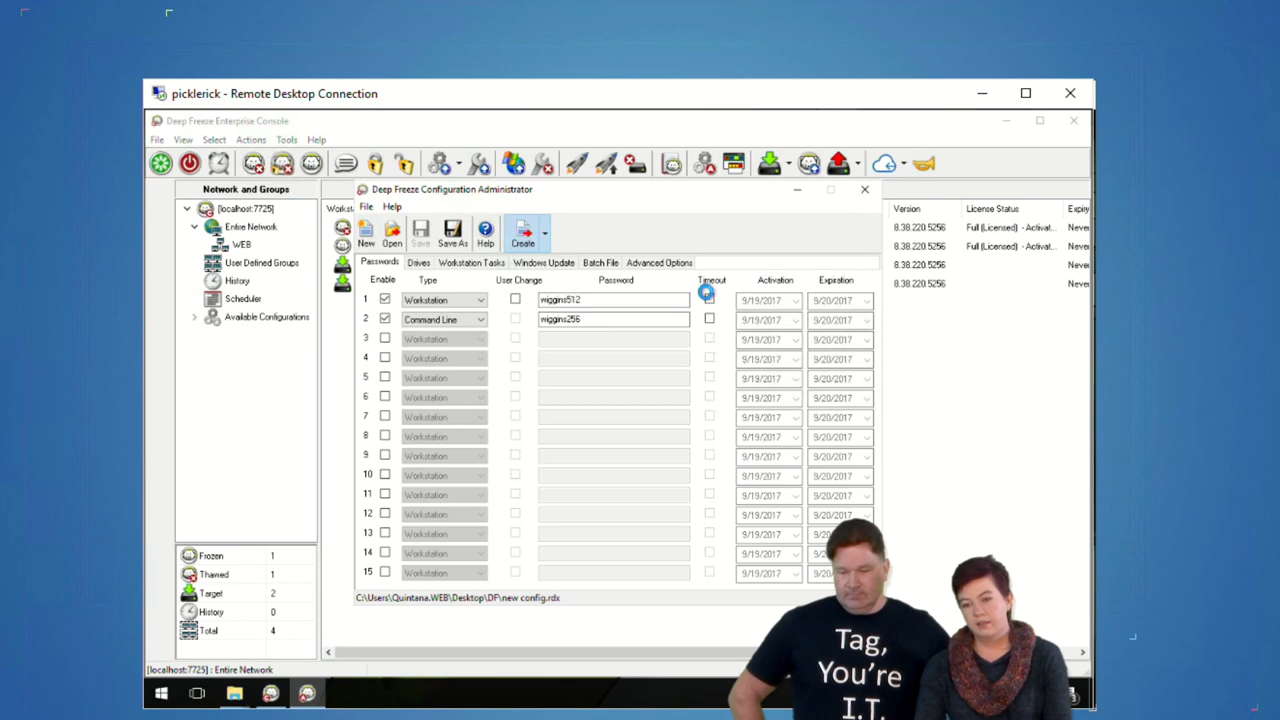 picklerick - Remote Desktop Connection
Deep Freeze Enterprise Console
File View Select Actions Tools Help
Network and Groups
[localhost:7725]
Entire Network
WEB
User Defined Groups
History
Scheduler
Available Configurations
Frozen 1
Thawed 1
Target 2
History 0
Total 4
[localhost:7725] : Entire Network
Deep Freeze Configuration Administrator
File Help
New Open Save Save As Help Create
Passwords Drives Workstation Tasks Windows Update Batch File Advanced Options
Enable Type User Change Password Timeout Activation Expiration
1 Workstation wiggins512 9/19/2017 9/20/2017
2 Command Line wiggins256 9/19/2017 9/20/2017
3 Workstation 9/19/2017 9/20/2017
4 Workstation 9/19/2017 9/20/2017
5 Workstation 9/19/2017 9/20/2017
6 Workstation 9/19/2017 9/20/2017
7 Workstation 9/19/2017 9/20/2017
8 Workstation 9/19/2017 9/20/2017
9 Workstation 9/19/2017 9/20/2017
10 Workstation 9/19/2017 9/20/2017
11 Workstation 9/19/2017 9/20/2017
12 Workstation 9/19/2017 9/20/2017
13 Workstation 9/19/2017
14 Workstation 9/19/2017
15 Workstation 9/19/2017
C:\Users\Quintana.WEB\Desktop\DF\new config.rdx
Version License Status
8.38.220.5256 Full (Licensed) - Activat...
8.38.220.5256 Full (Licensed) - Activat...
8.38.220.5256
8.38.220.5256
Tag,
You're
I.T.